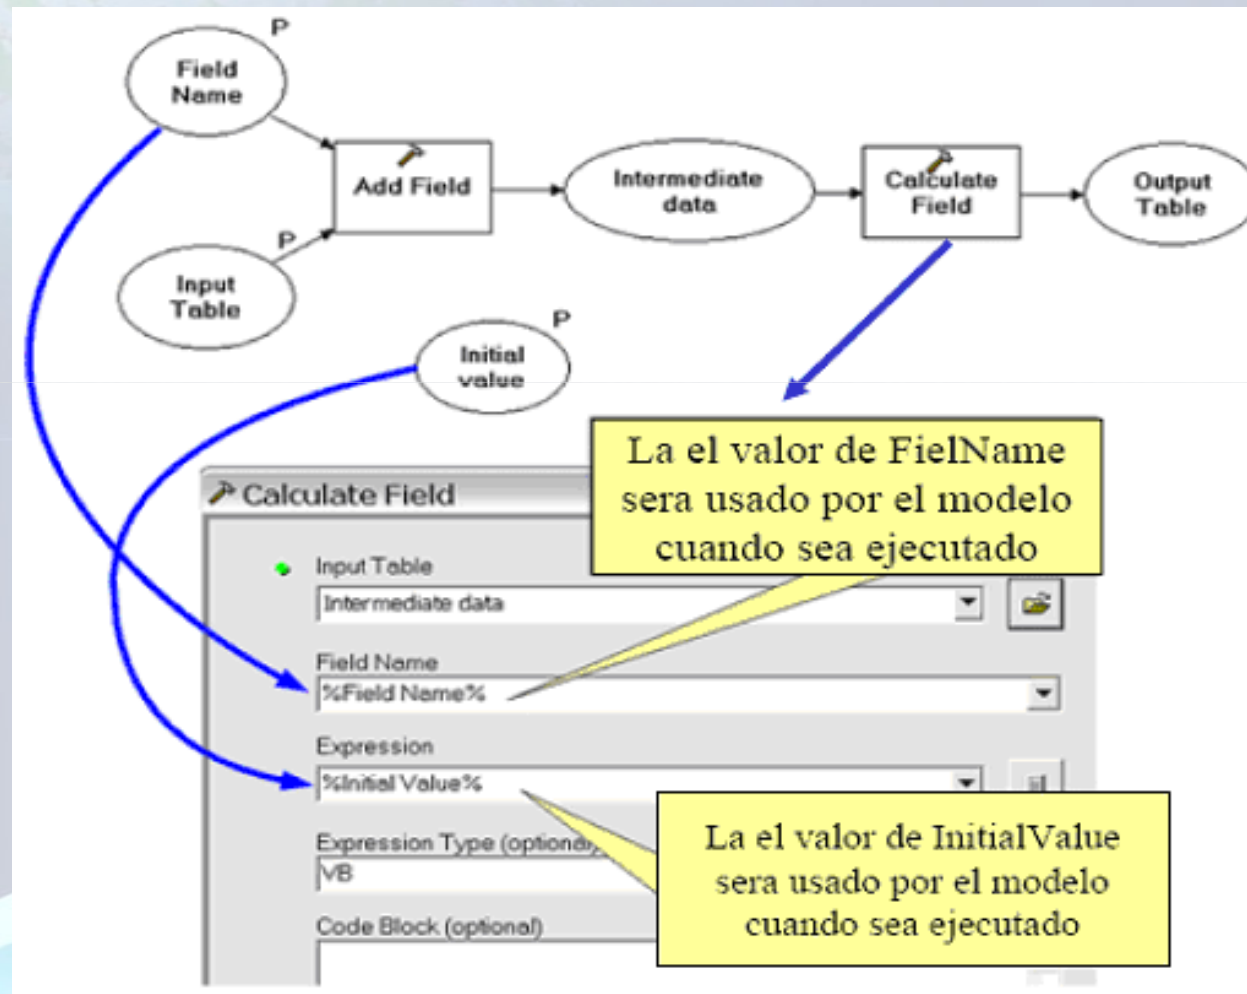 P
Field
Name
Add Field
Intermediate
data
Calculate
Field
Output
Table
P
Input
Table
P
Initial
value
La el valor de FielName
sera usado por el modelo
cuando sea ejecutado
Calculate Field
Input Table
Intermediate data
Field Name
%Field Name%
Expression
%Initial Value%
Expression Type (optional)
VB
La el valor de InitialValue
sera usado por el modelo
cuando sea ejecutado
Code Block (optional)